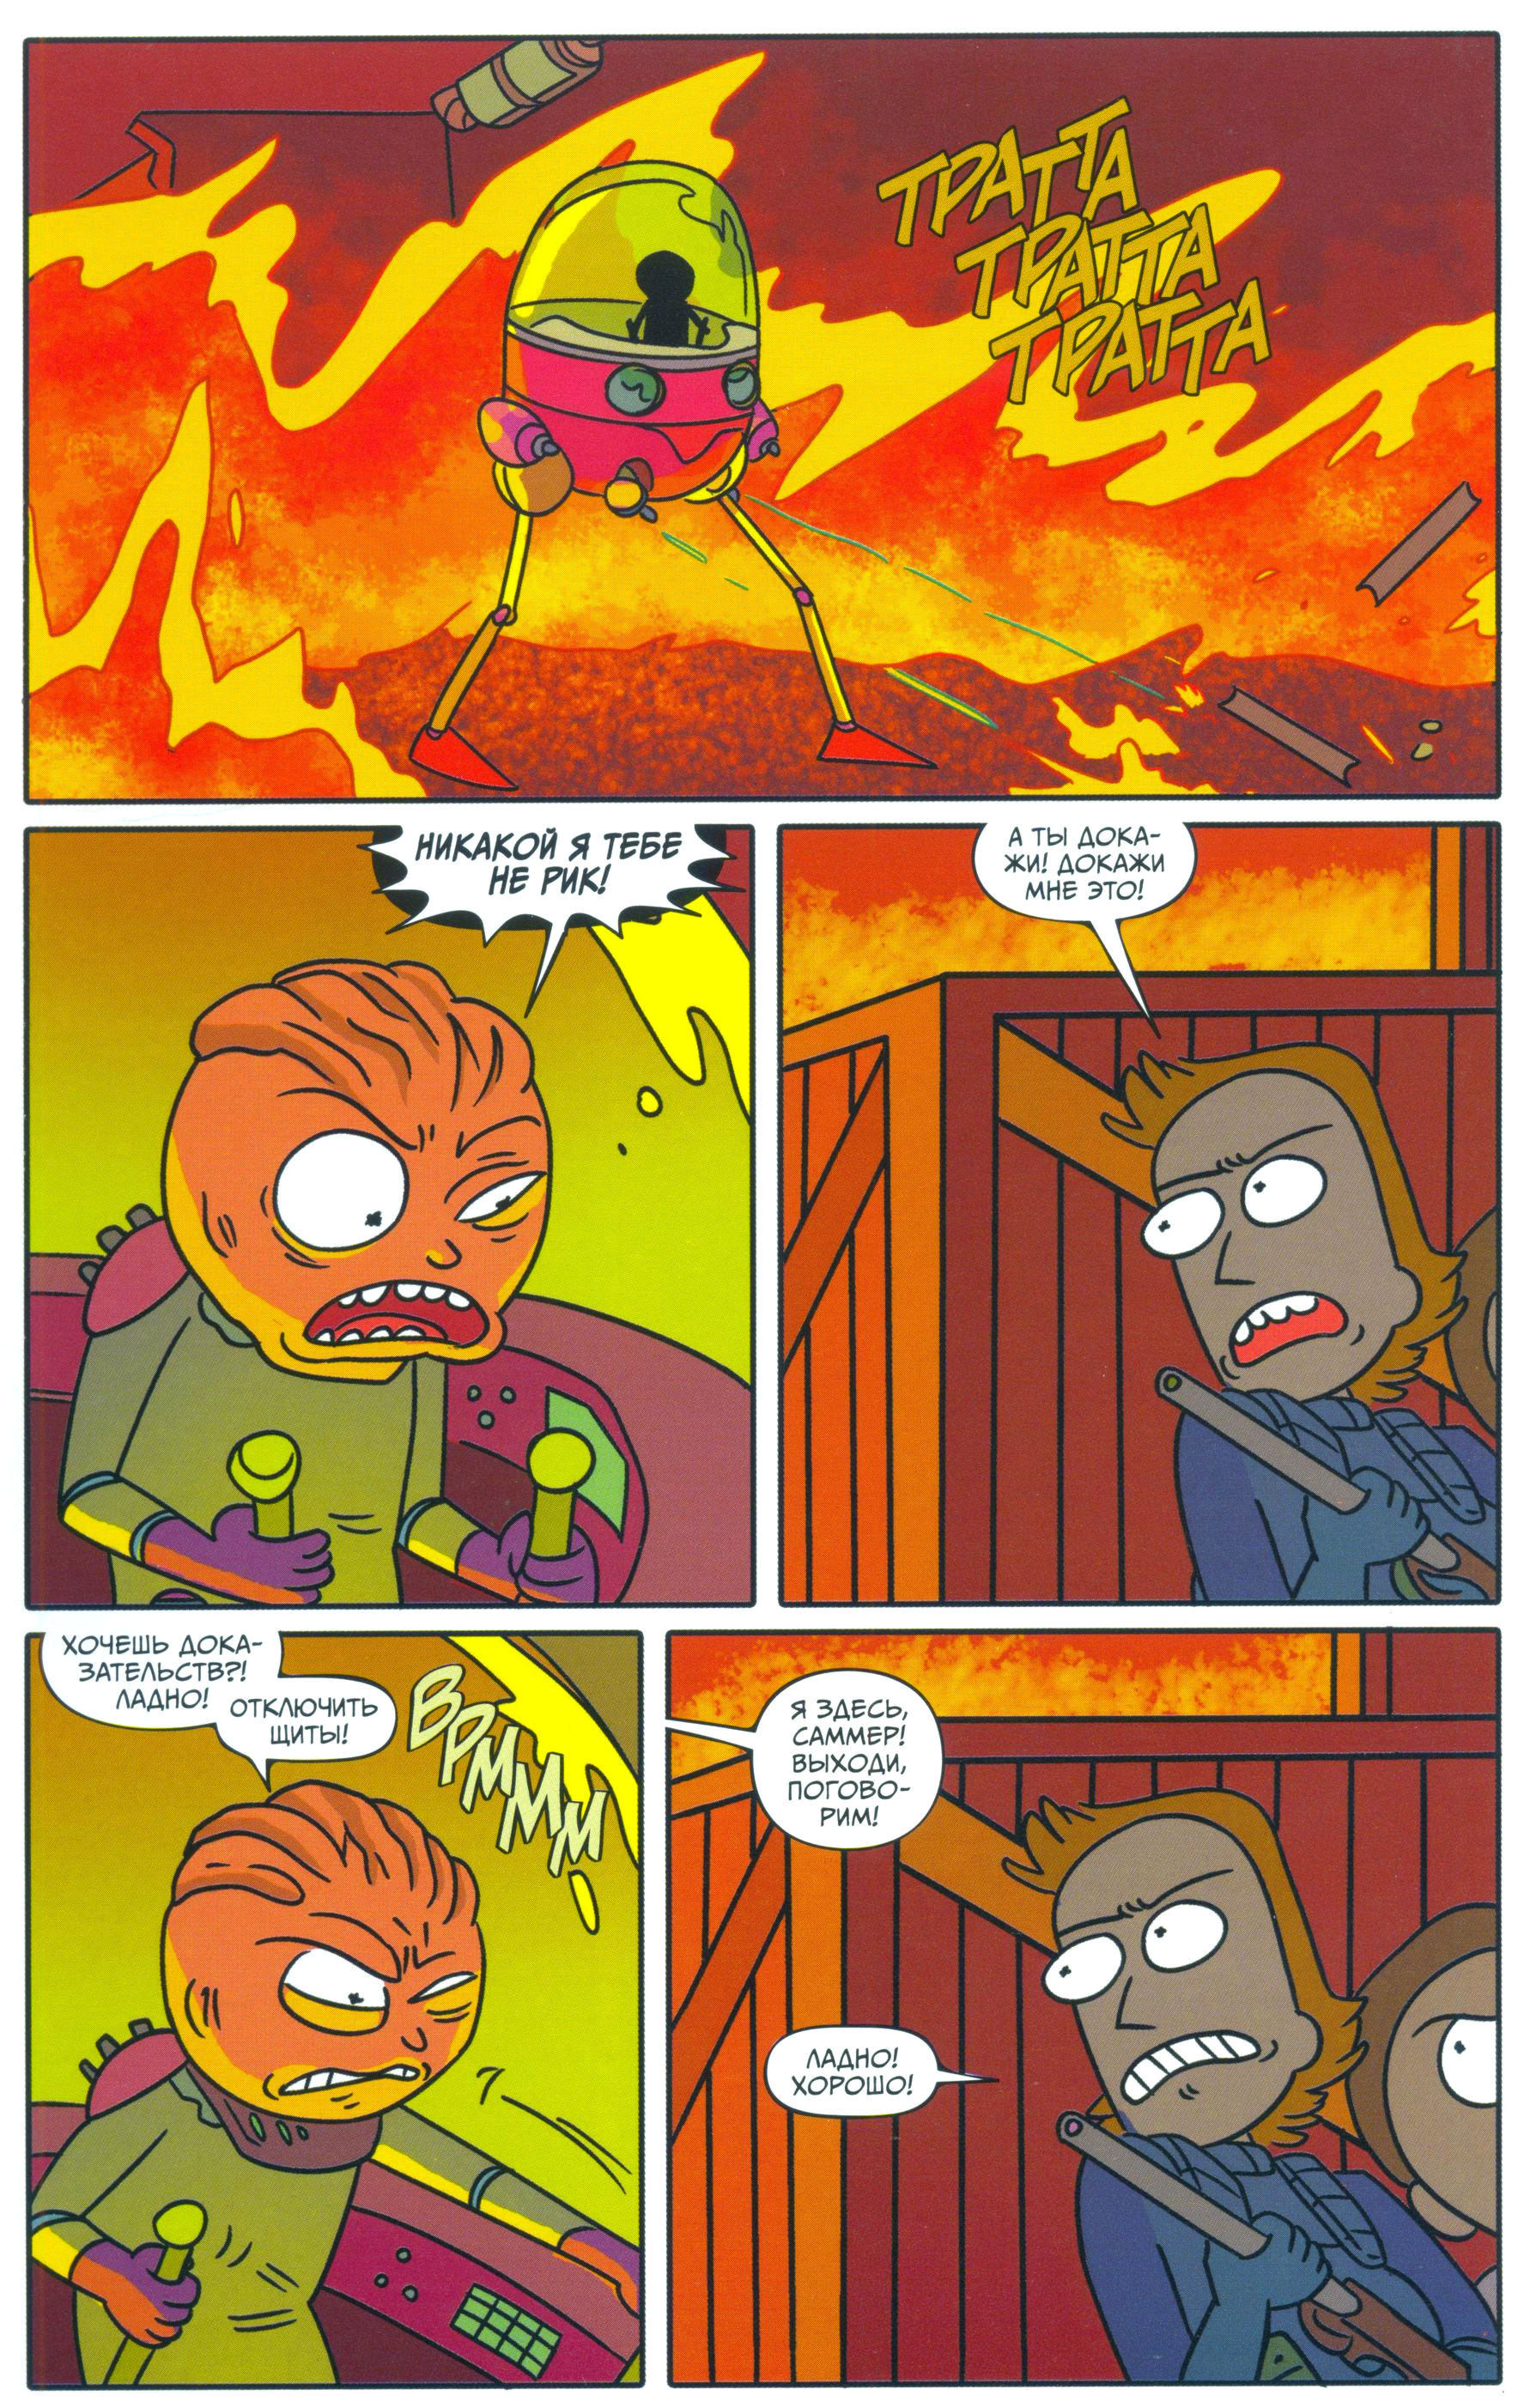 ТРАТТА
ТРАТТА
ТРАТТА
НИКАКОЙ Я ТЕБЕ
НЕ РИК!
А ТЫ ДОКА-
ЖИ! ДОКАЖИ
МНЕ ЭТО!
ХОЧЕШЬ ДОКА-
ЗАТЕЛЬСТВ?!
ЛАДНО!
ОТКЛЮЧИТЬ
ЩИТЫ!
ВРМММ
Я ЗДЕСЬ,
САММЕР!
ВЫХОДИ,
ПОГОВО-
РИМ!
ЛАДНО!
ХОРОШО!